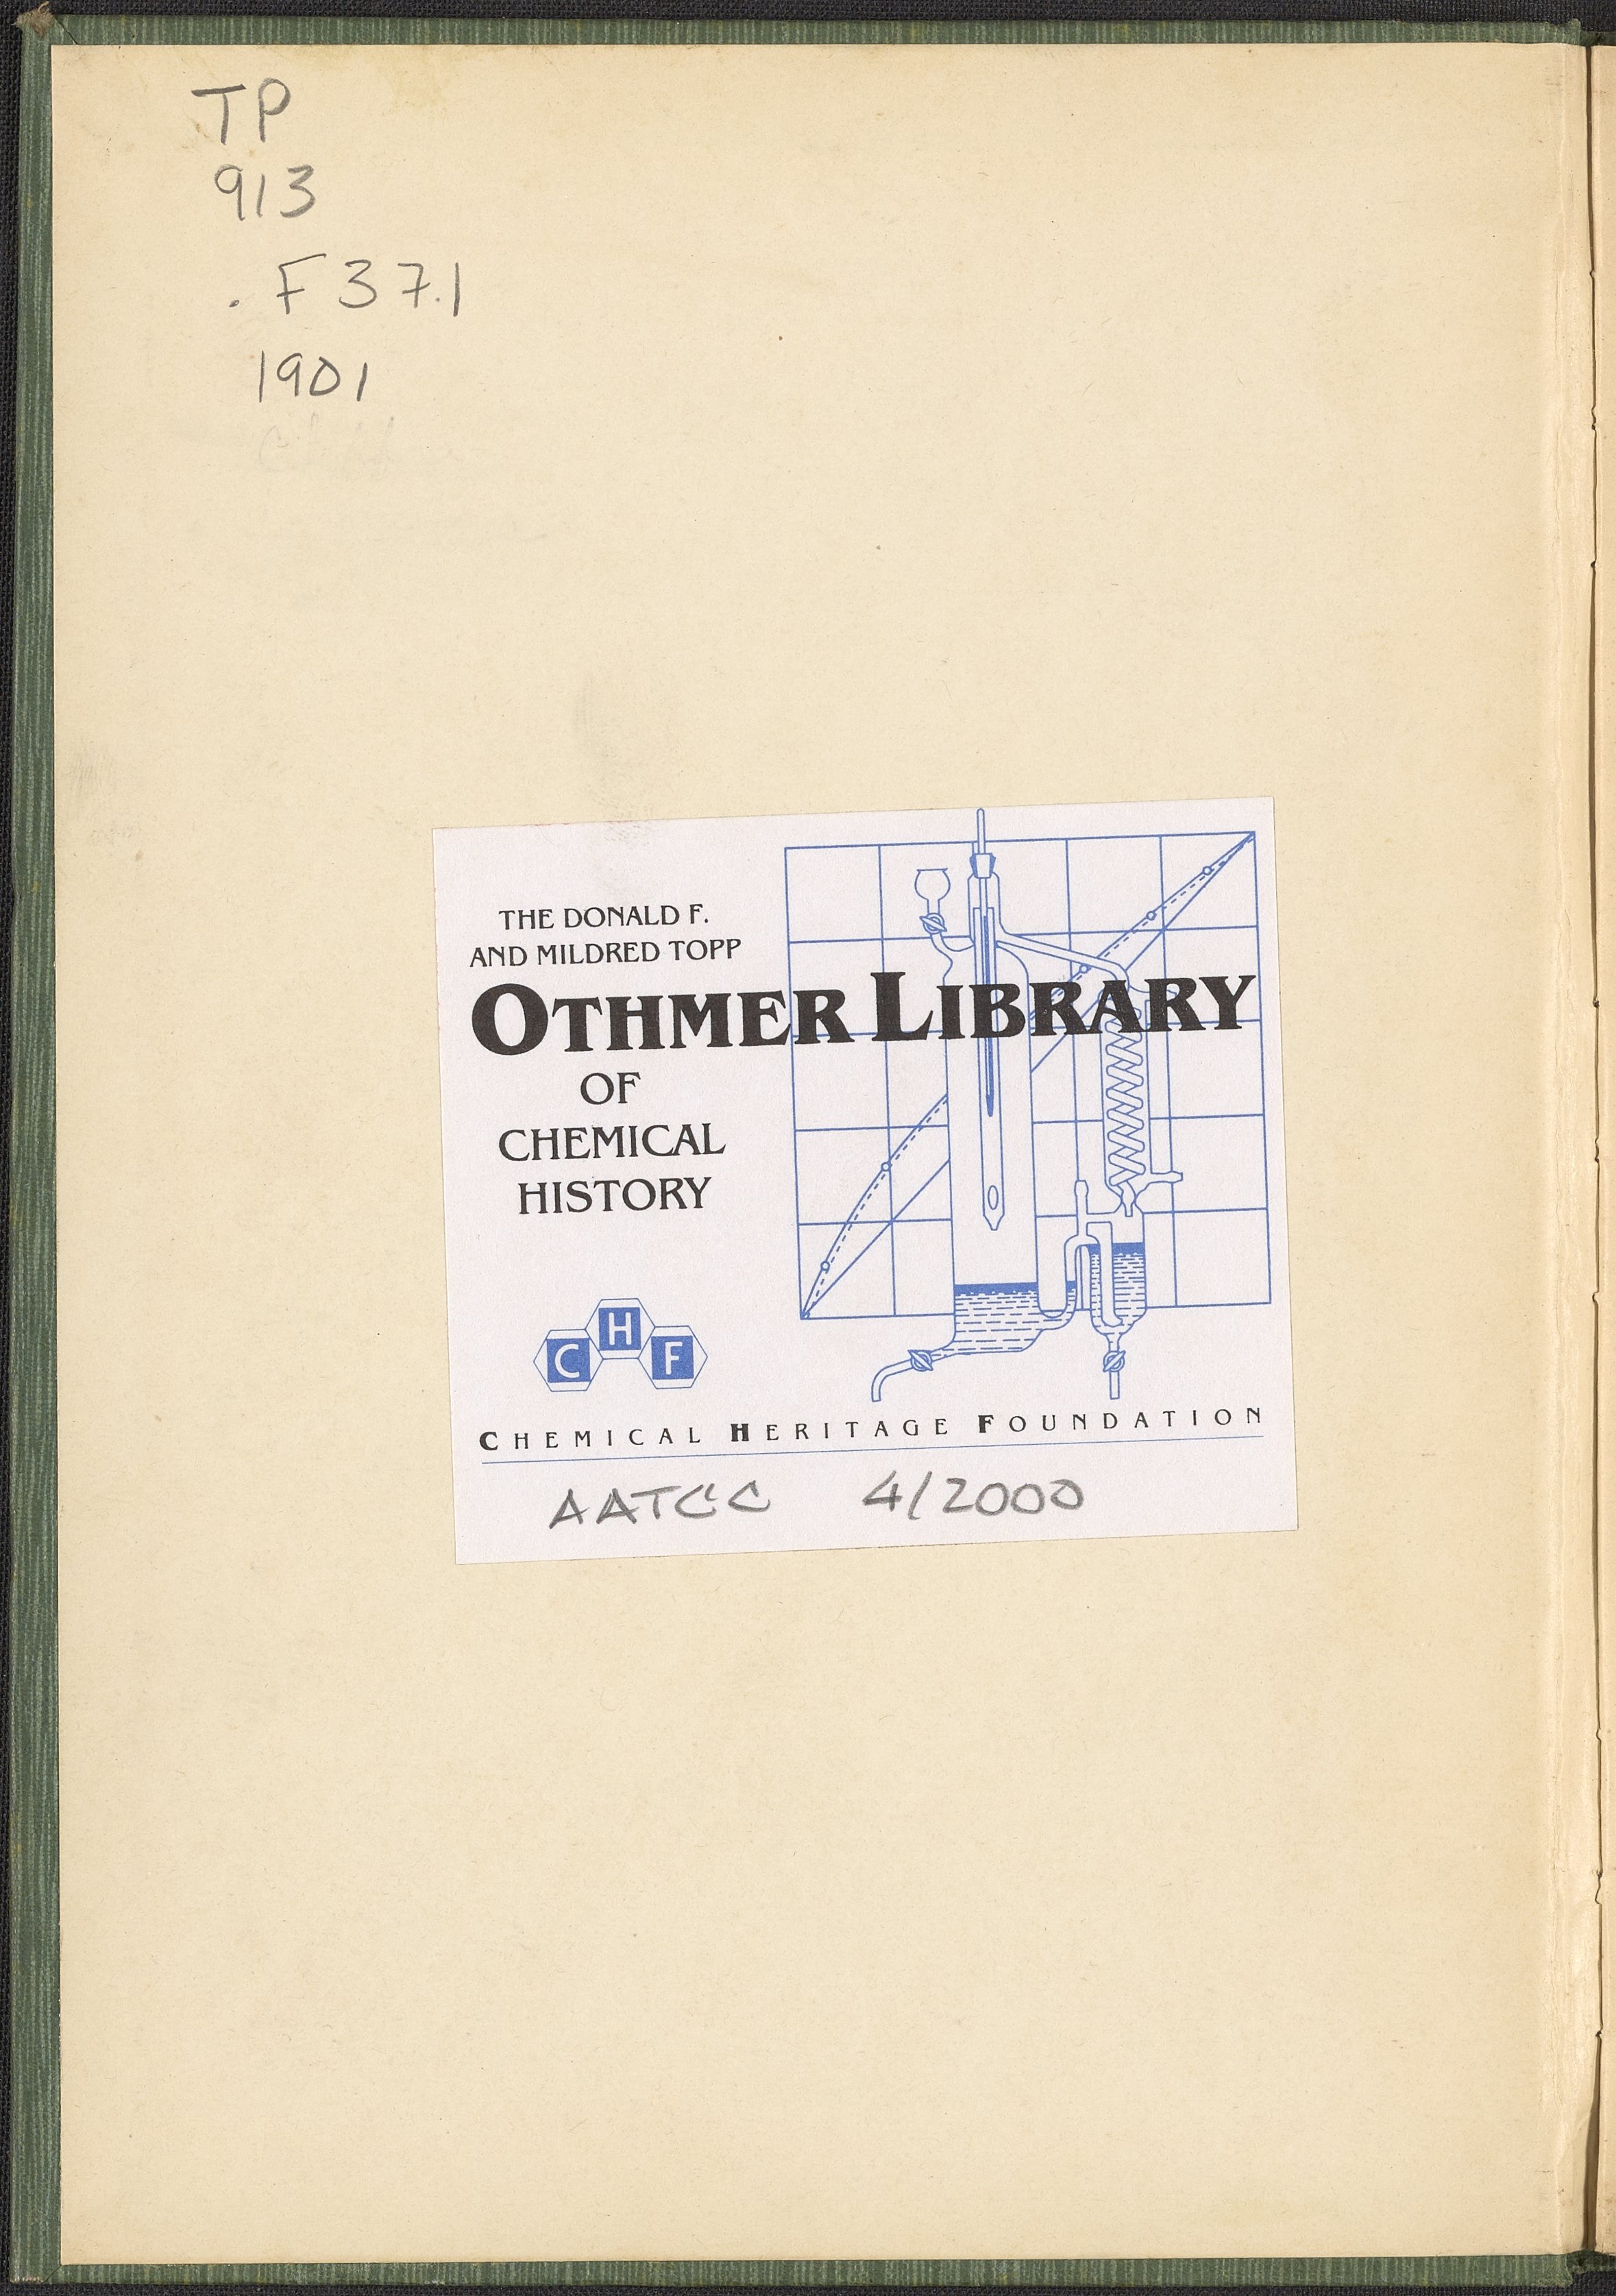 TP
913
.F37.1
1901
THE DONALD F.
AND MILDRED TOPP
OTHMER LIBRARY
OF
CHEMICAL
HISTORY
C H F
CHEMICAL HERITAGE FOUNDATION
AATCC 4/2000